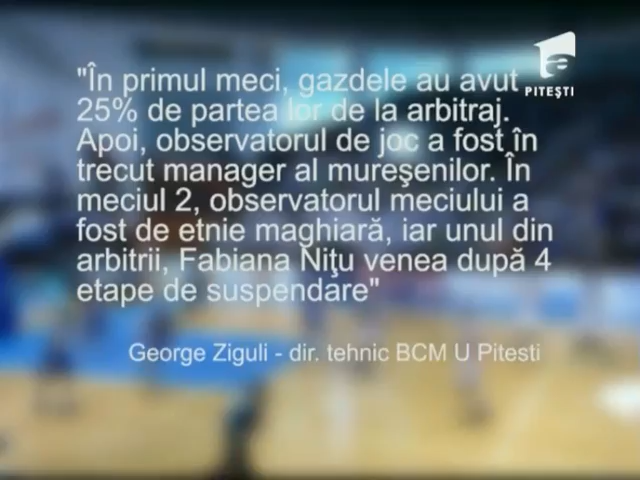 "În primul meci, gazdele au avut
PITEŞTI
25% de partea lor de la arbitraj.
Apoi, observatorul de joc a fost în
trecut manager al mureşenilor. În
meciul 2, observatorul meciului a
fost de etnie maghiară, iar unul din
arbitrii, Fabiana Niţu venea după 4
etape de suspendare"
George Ziguli - dir. tehnic BCM U Pitesti